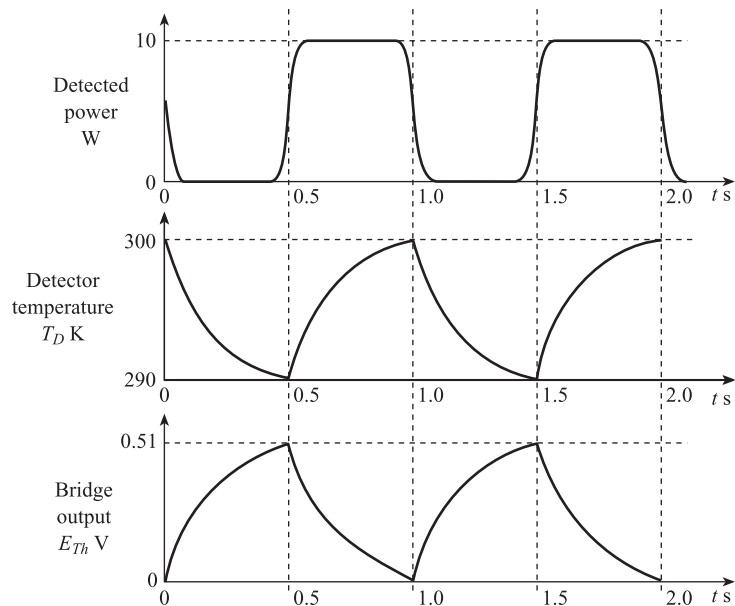 10
Detected
power
W
0
0 0.5 1.0 1.5 2.0 t s
300
Detector
temperature
T_D K
290
0 0.5 1.0 1.5 2.0 t s
0.51
Bridge
output
E_Th V
0
0 0.5 1.0 1.5 2.0 t s